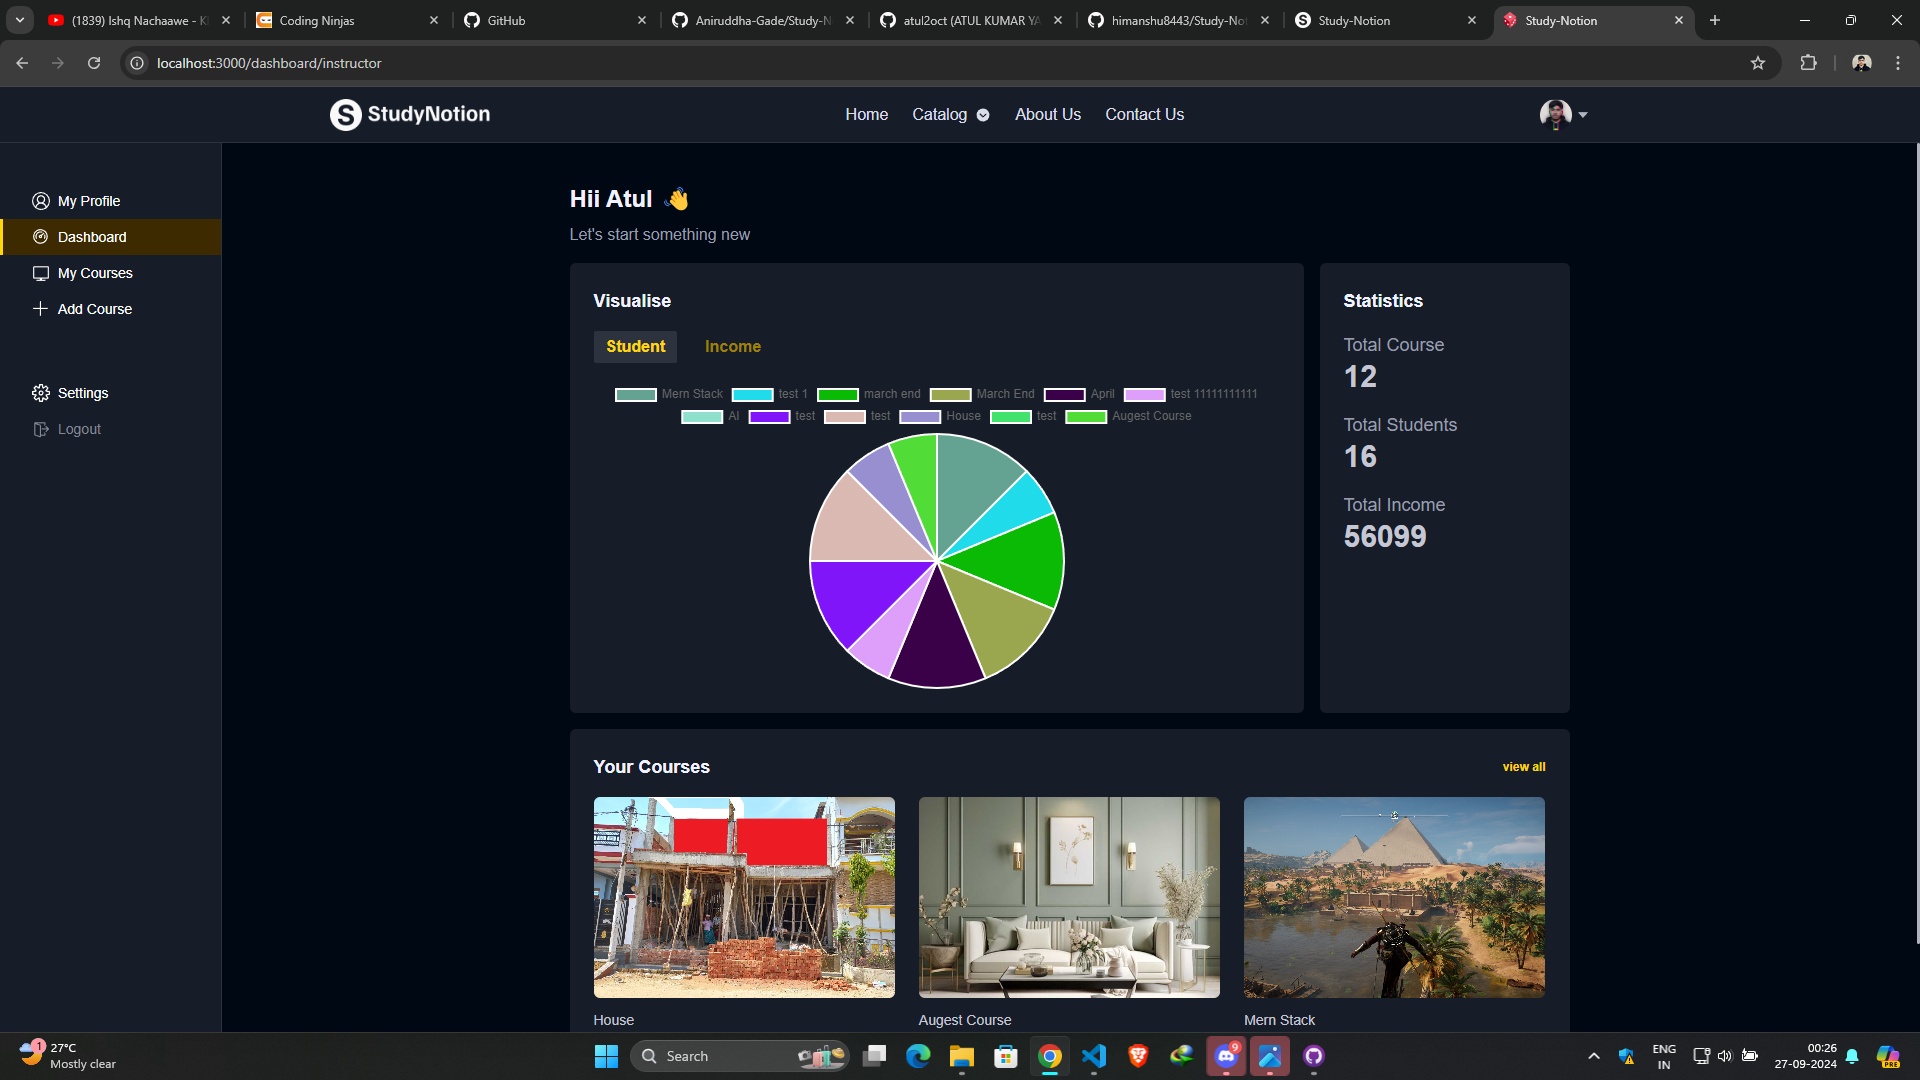 (1839) Ishq Nachaawe - K
Coding Ninjas
GitHub
Aniruddha-Gade/Study-N
atul2oct (ATUL KUMAR YA
himanshu8443/Study-Not
Study-Notion
Study-Notion
localhost:3000/dashboard/instructor
S StudyNotion
Home
Catalog
About Us
Contact Us
My Profile
Dashboard
My Courses
Add Course
Settings
Logout
Hii Atul 👋
Let's start something new
Visualise
Student
Income
Mern Stack
test 1
march end
March End
April
test 11111111111
AI
test
test
House
test
Augest Course
Statistics
Total Course
12
Total Students
16
Total Income
56099
Your Courses
view all
House
Augest Course
Mern Stack
1
27°C
Mostly clear
Search
9
ENG
IN
00:26
27-09-2024
PRE